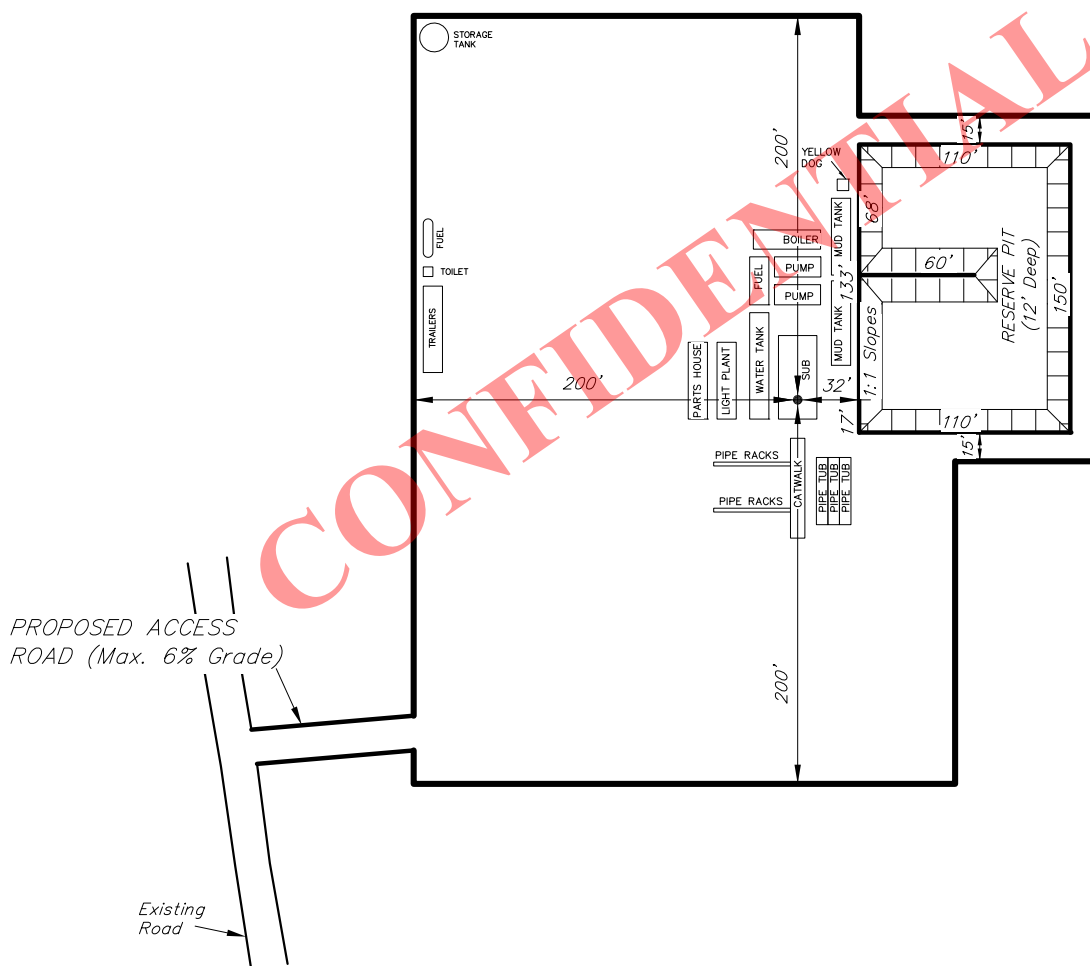 STORAGE
TANK
200'
15'
YELLOW
DOG
110'
68'
MUD TANK
BOILER
FUEL
TOILET
PUMP
FUEL
PUMP
133'
60'
RESERVE PIT
(12' Deep)
150'
TRAILERS
MUD TANK
1:1 Slopes
WATER TANK
SUB
PARTS HOUSE
LIGHT PLANT
200'
32'
17'
110'
15'
PIPE RACKS
CATWALK
PIPE TUB
PIPE TUB
PIPE TUB
PIPE RACKS
CONFIDENTIAL
PROPOSED ACCESS
ROAD (Max. 6% Grade)
200'
Existing
Road